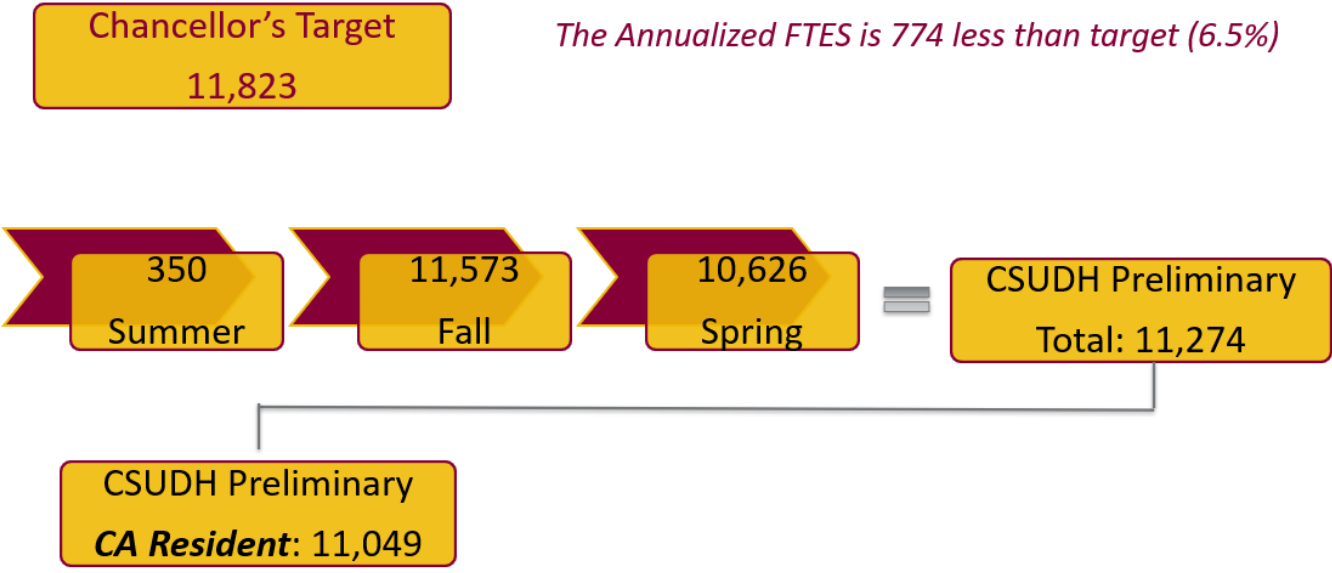 Chancellor’s Target
11,823
The Annualized FTES is 774 less than target (6.5%)
350
Summer
11,573
Fall
10,626
Spring
CSUDH Preliminary
Total: 11,274
CSUDH Preliminary
CA Resident: 11,049